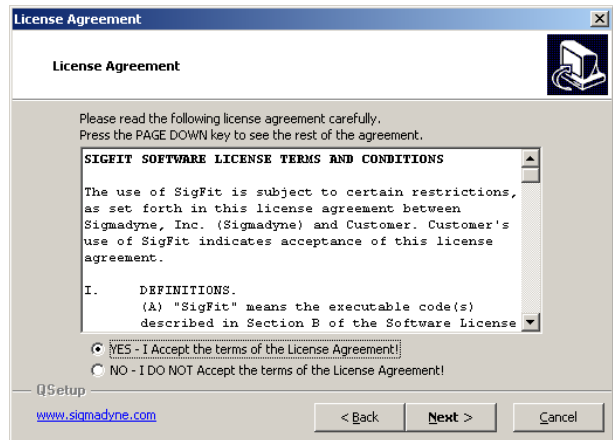 License Agreement
License Agreement
Please read the following license agreement carefully.
Press the PAGE DOWN key to see the rest of the agreement.
SIGFIT SOFTWARE LICENSE TERMS AND CONDITIONS
The use of SigFit is subject to certain restrictions,
as set forth in this license agreement between
Sigmadyne, Inc. (Sigmadyne) and Customer. Customer's
use of SigFit indicates acceptance of this license
agreement.
I. DEFINITIONS.
(A) "SigFit" means the executable code(s)
described in Section B of the Software License
YES - I Accept the terms of the License Agreement!
NO - I DO NOT Accept the terms of the License Agreement!
QSetup
www.sigmadyne.com < Back Next > Cancel